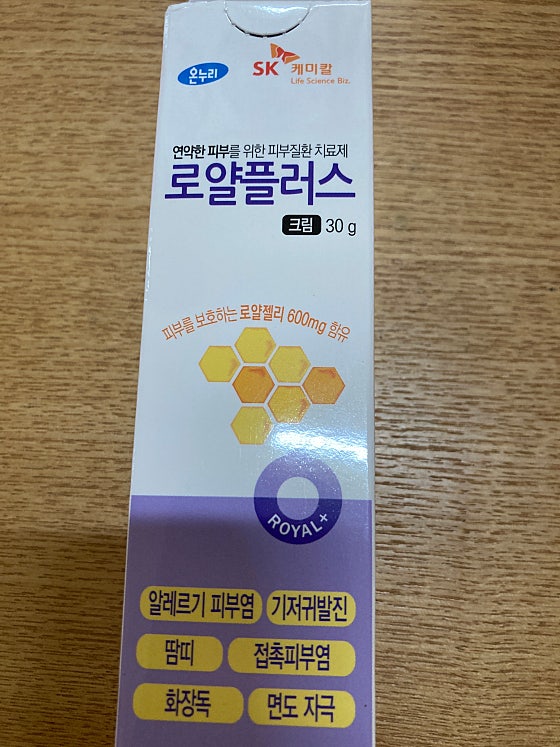 온누리
SK 케미칼
Life Science Biz.
연약한 피부를 위한 피부질환 치료제
로얄플러스
크림 30 g
피부를 보호하는 로얄젤리 600mg 함유
ROYAL+
알레르기 피부염 기저귀발진
땀띠 접촉피부염
화장독 면도 자극